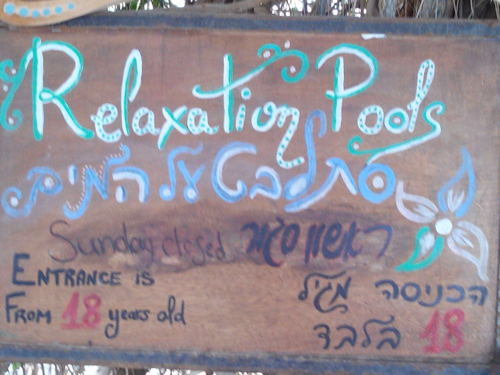 Relaxation Pools
סתלבט על המים
Sunday closed ראשון סגור
ENTRANCE IS
FROM 18 years old
הכניסה מגיל
18 בלבד